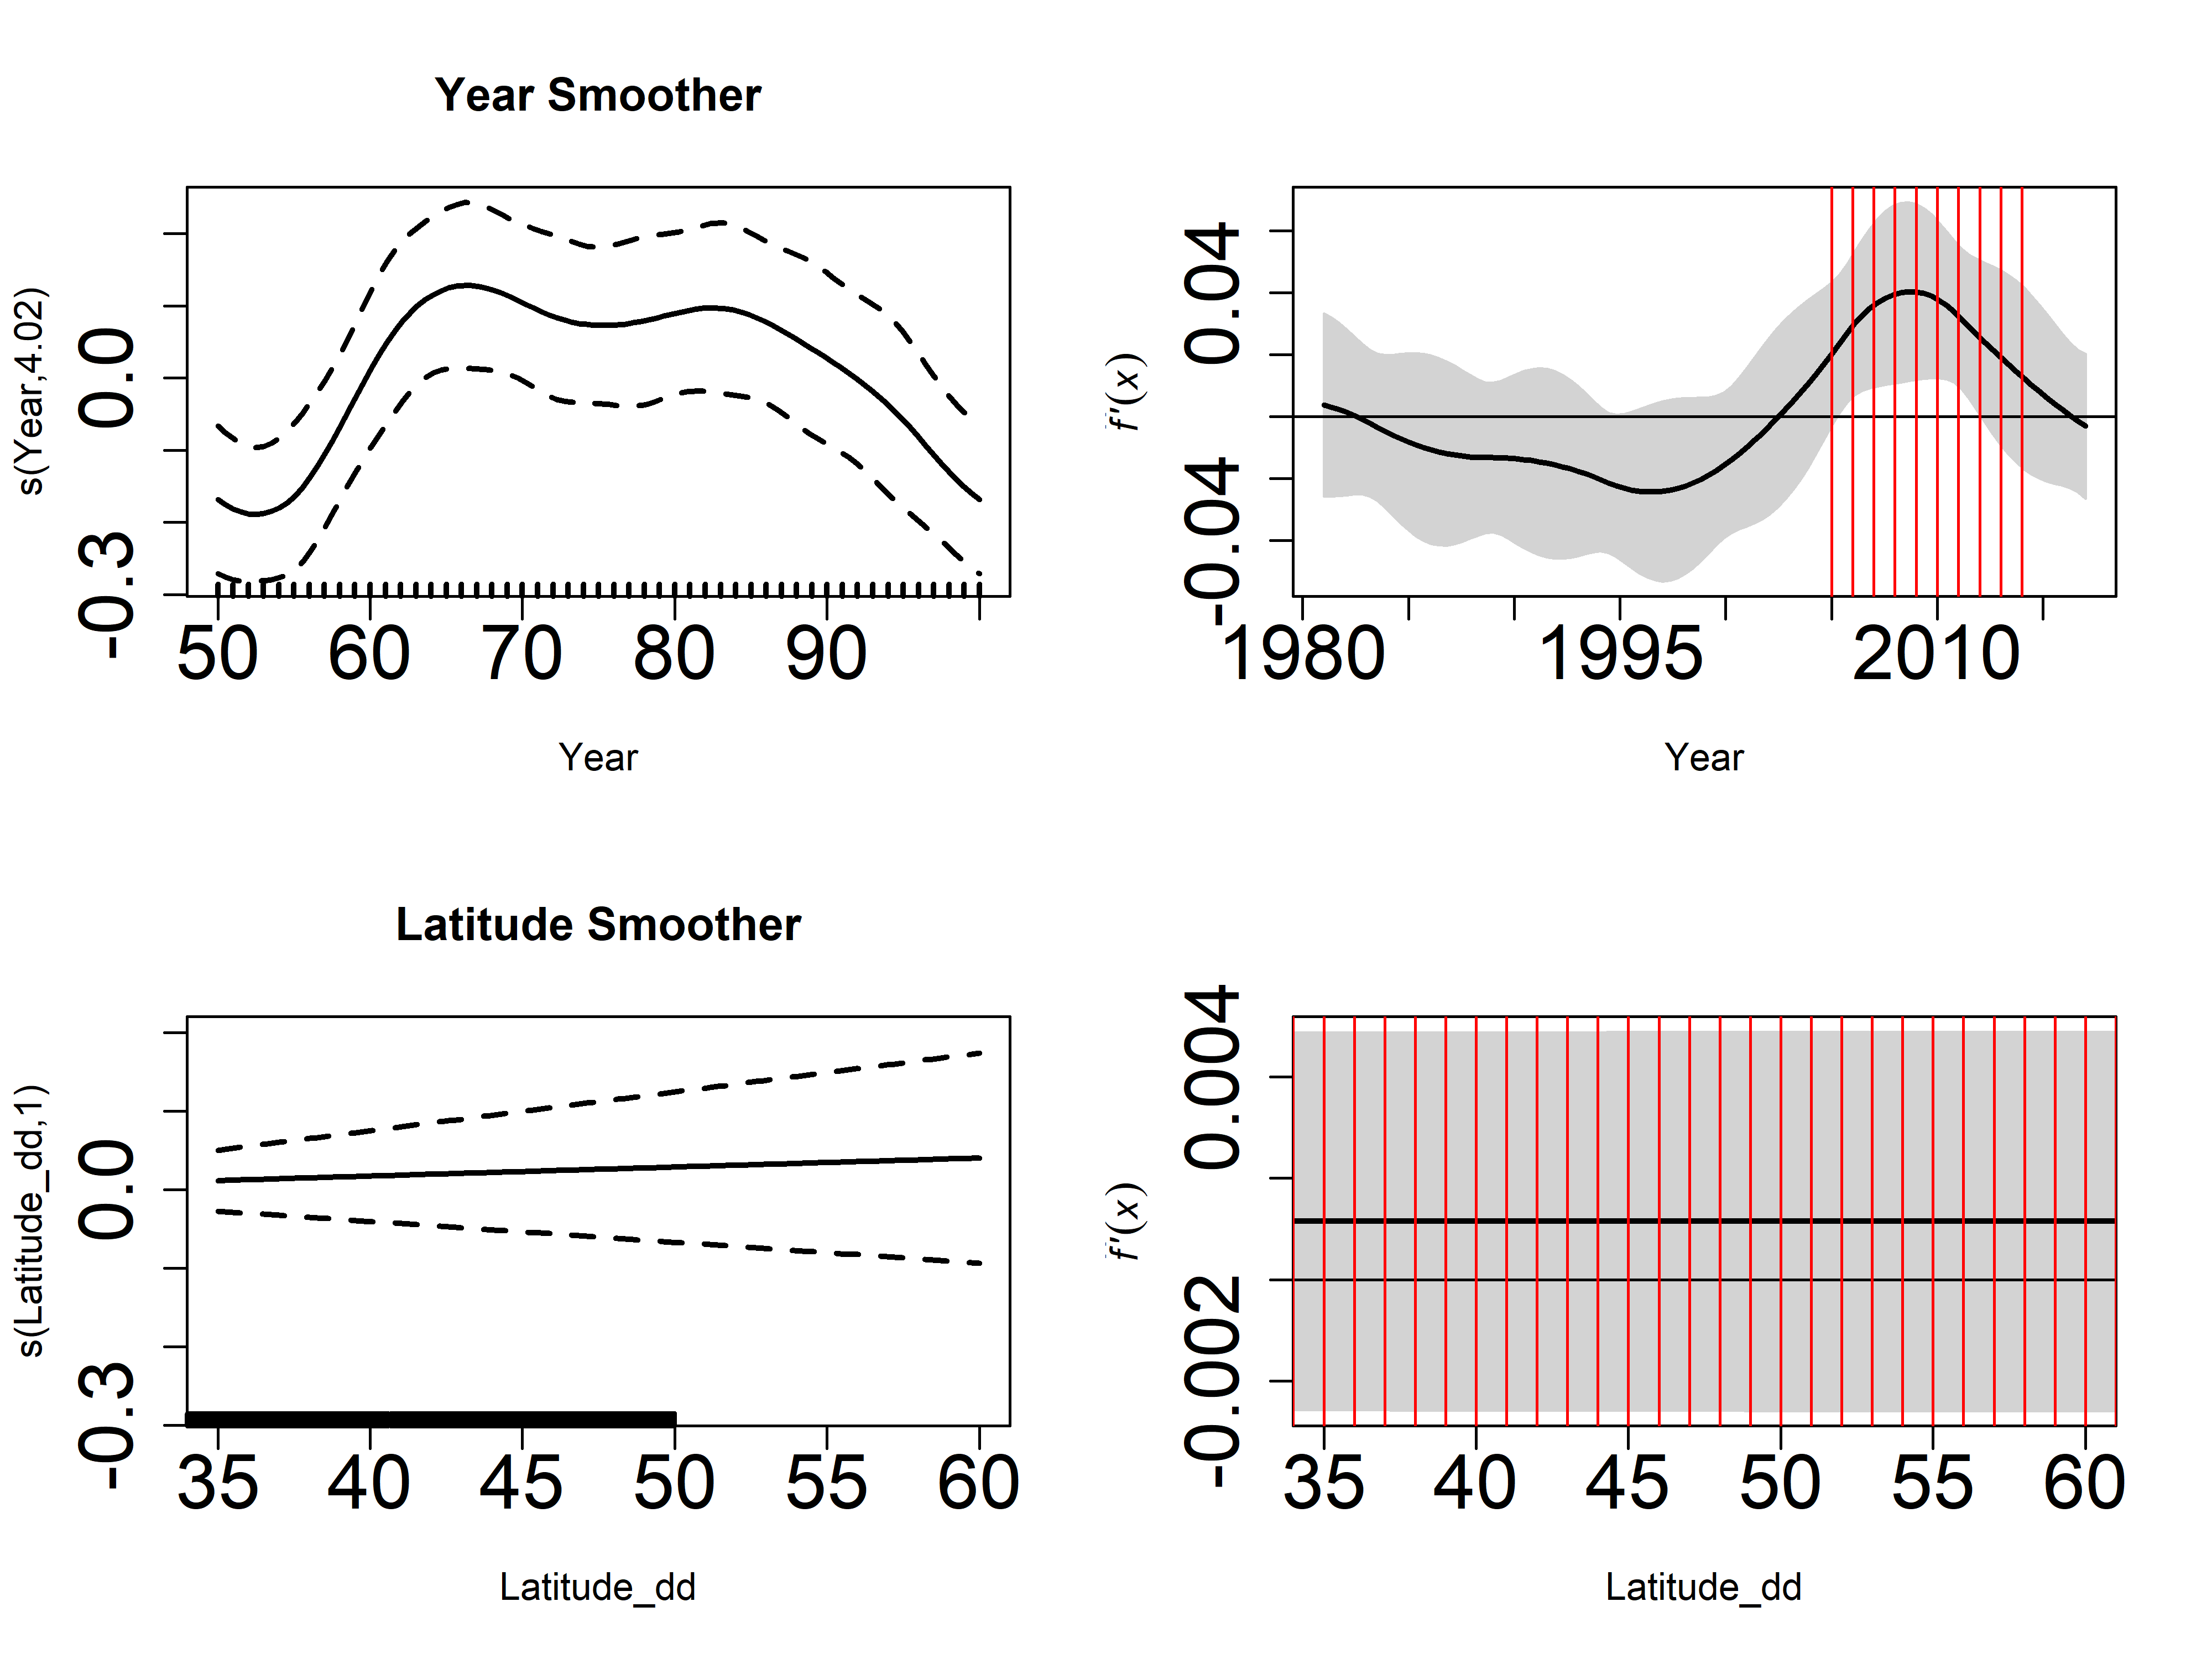 Year Smoother
s(Year,4.02)
0.0
-0.3
50 60 70 80 90
Year
f'(x)
0.04
-0.04
1980 1995 2010
Year
Latitude Smoother
s(Latitude_dd,1)
0.0
-0.3
35 40 45 50 55 60
Latitude_dd
f'(x)
0.004
-0.002
35 40 45 50 55 60
Latitude_dd